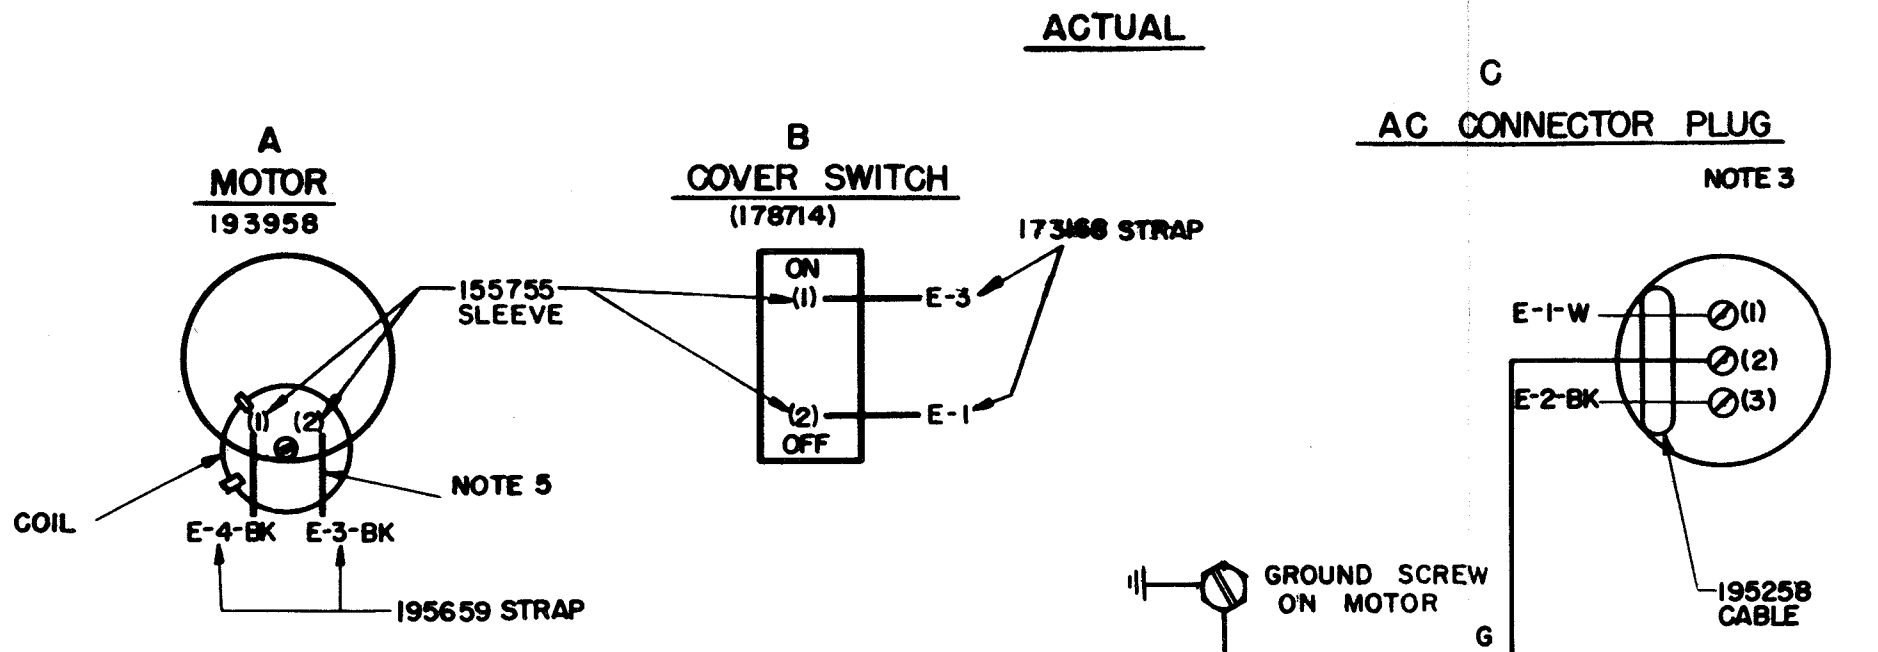 ACTUAL
A
MOTOR
193958
B
COVER SWITCH
(178714)
C
AC CONNECTOR PLUG
NOTE 3
173168 STRAP
155755
SLEEVE
ON
(1)
E-3
(2)
OFF
E-1
E-1-W
(1)
(2)
E-2-BK
(3)
(1)
(2)
NOTE 5
COIL
E-4-BK
E-3-BK
195659 STRAP
GROUND SCREW
ON MOTOR
G
195258
CABLE